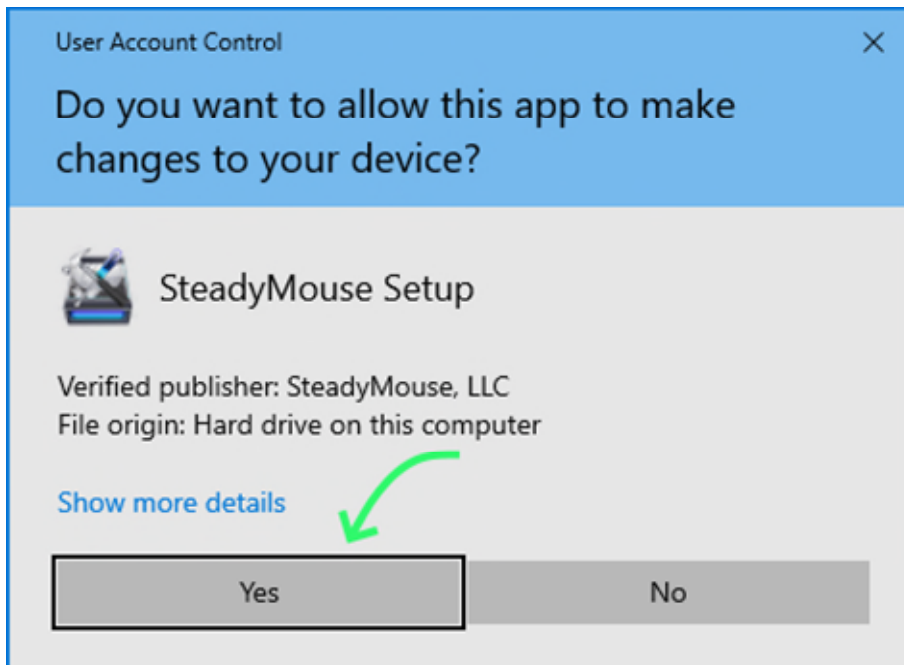 User Account Control
Do you want to allow this app to make
changes to your device?
SteadyMouse Setup
Verified publisher: SteadyMouse, LLC
File origin: Hard drive on this computer
Show more details
Yes
No